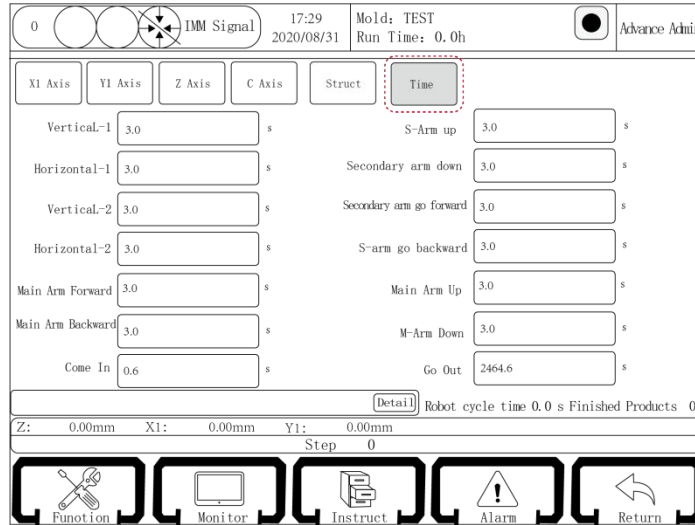 0 IMM Signal 17:29 Mold: TEST
2020/08/31 Run Time: 0.0h Advance Admi
X1 Axis Y1 Axis Z Axis C Axis Struct Time
VerticaL-1 3.0 s S-Arm up 3.0 s
Horizontal-1 3.0 s Secondary arm down 3.0 s
VerticaL-2 3.0 s Secondary arm go forward 3.0 s
Horizontal-2 3.0 s S-arm go backward 3.0 s
Main Arm Forward 3.0 s Main Arm Up 3.0 s
Main Arm Backward 3.0 s M-Arm Down 3.0 s
Come In 0.6 s Go Out 2464.6 s
Detail Robot cycle time 0.0 s Finished Products 0
Z: 0.00mm X1: 0.00mm Y1: 0.00mm
Step 0
Funotion Monitor Instruct Alarm Return